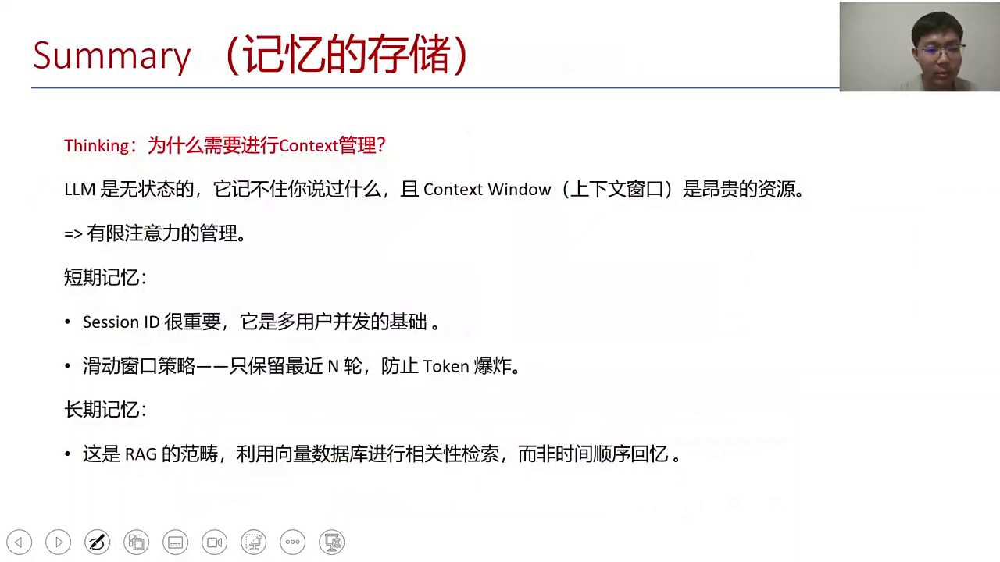 Summary （记忆的存储）
Thinking：为什么需要进行Context管理？
LLM 是无状态的，它记不住你说过什么，且 Context Window（上下文窗口）是昂贵的资源。
=> 有限注意力的管理。
短期记忆：
• Session ID 很重要，它是多用户并发的基础 。
• 滑动窗口策略——只保留最近 N 轮，防止 Token 爆炸。
长期记忆：
• 这是 RAG 的范畴，利用向量数据库进行相关性检索，而非时间顺序回忆 。